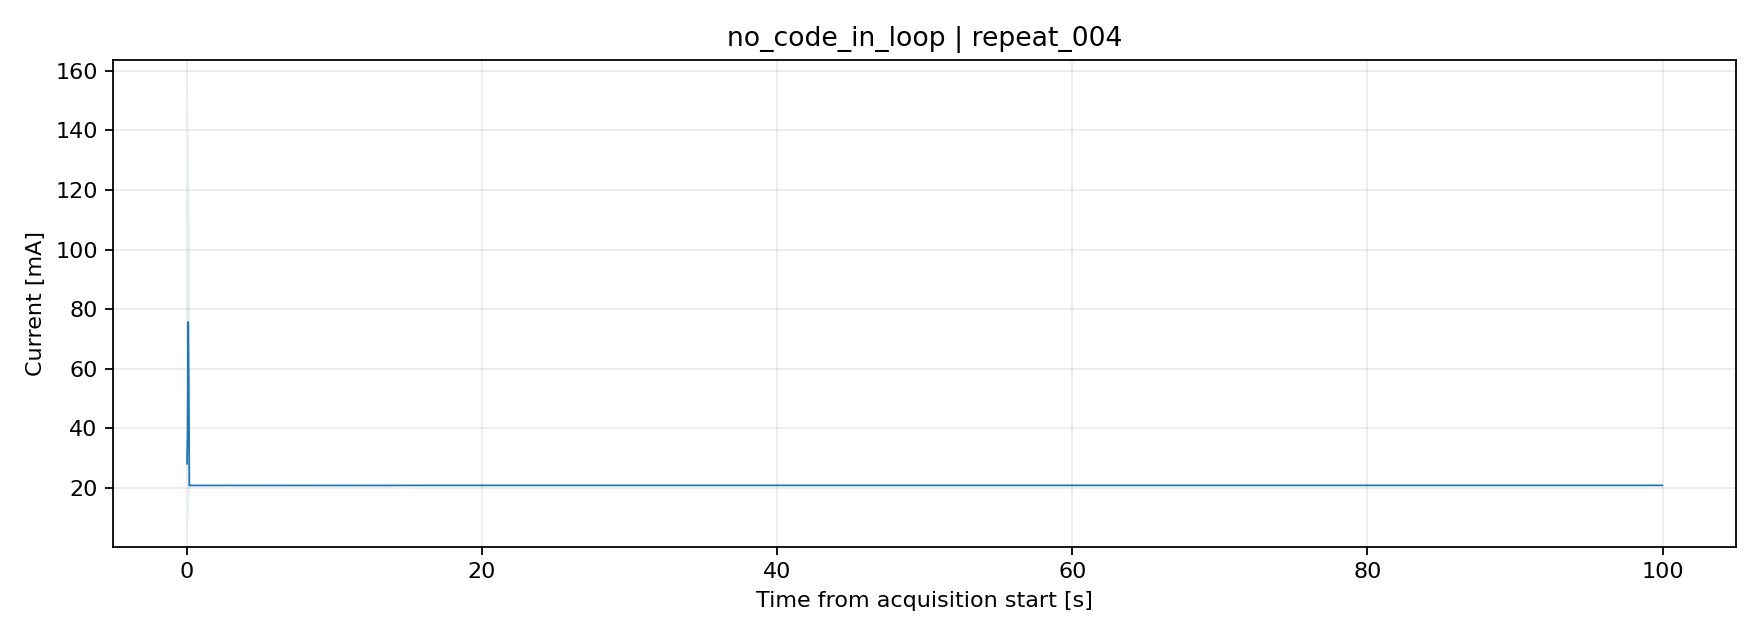 no_code_in_loop | repeat_004
160
140
120
100
80
60
40
20
Current [mA]
0 20 40 60 80 100
Time from acquisition start [s]